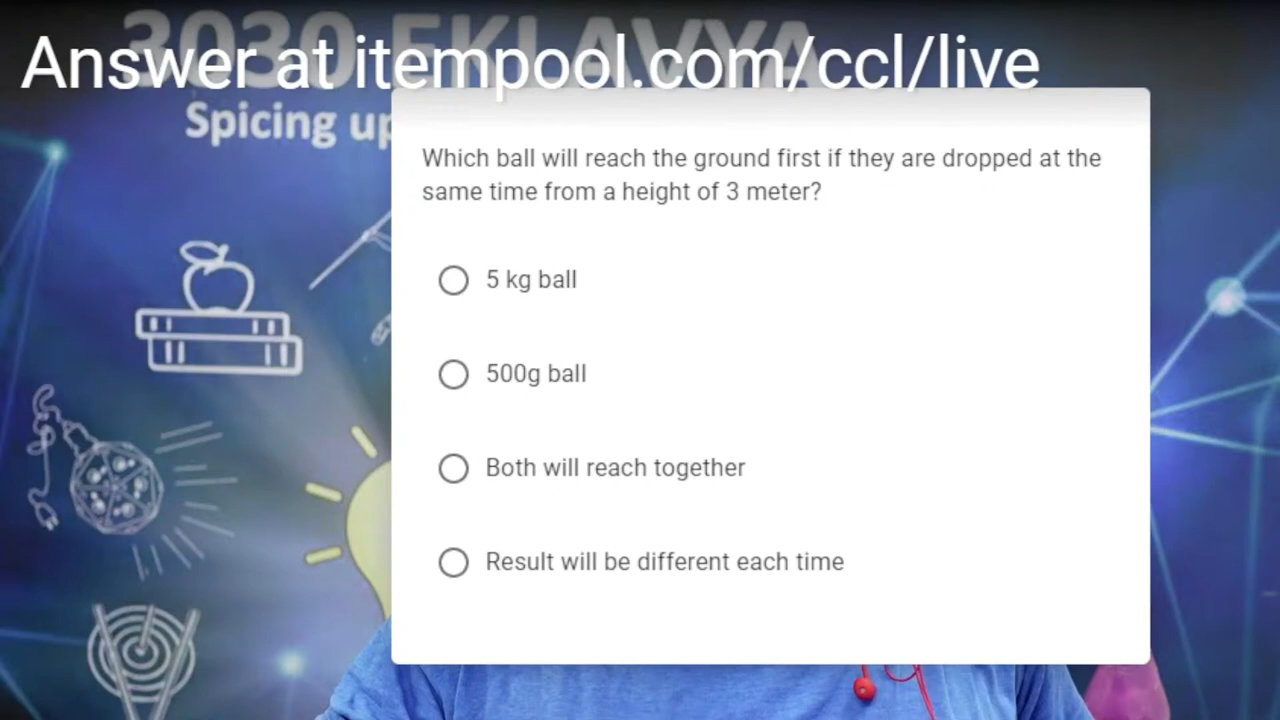 3030 EKLAVYA
Answer at itempool.com/ccl/live
Spicing up
Which ball will reach the ground first if they are dropped at the
same time from a height of 3 meter?
5 kg ball
500g ball
Both will reach together
Result will be different each time